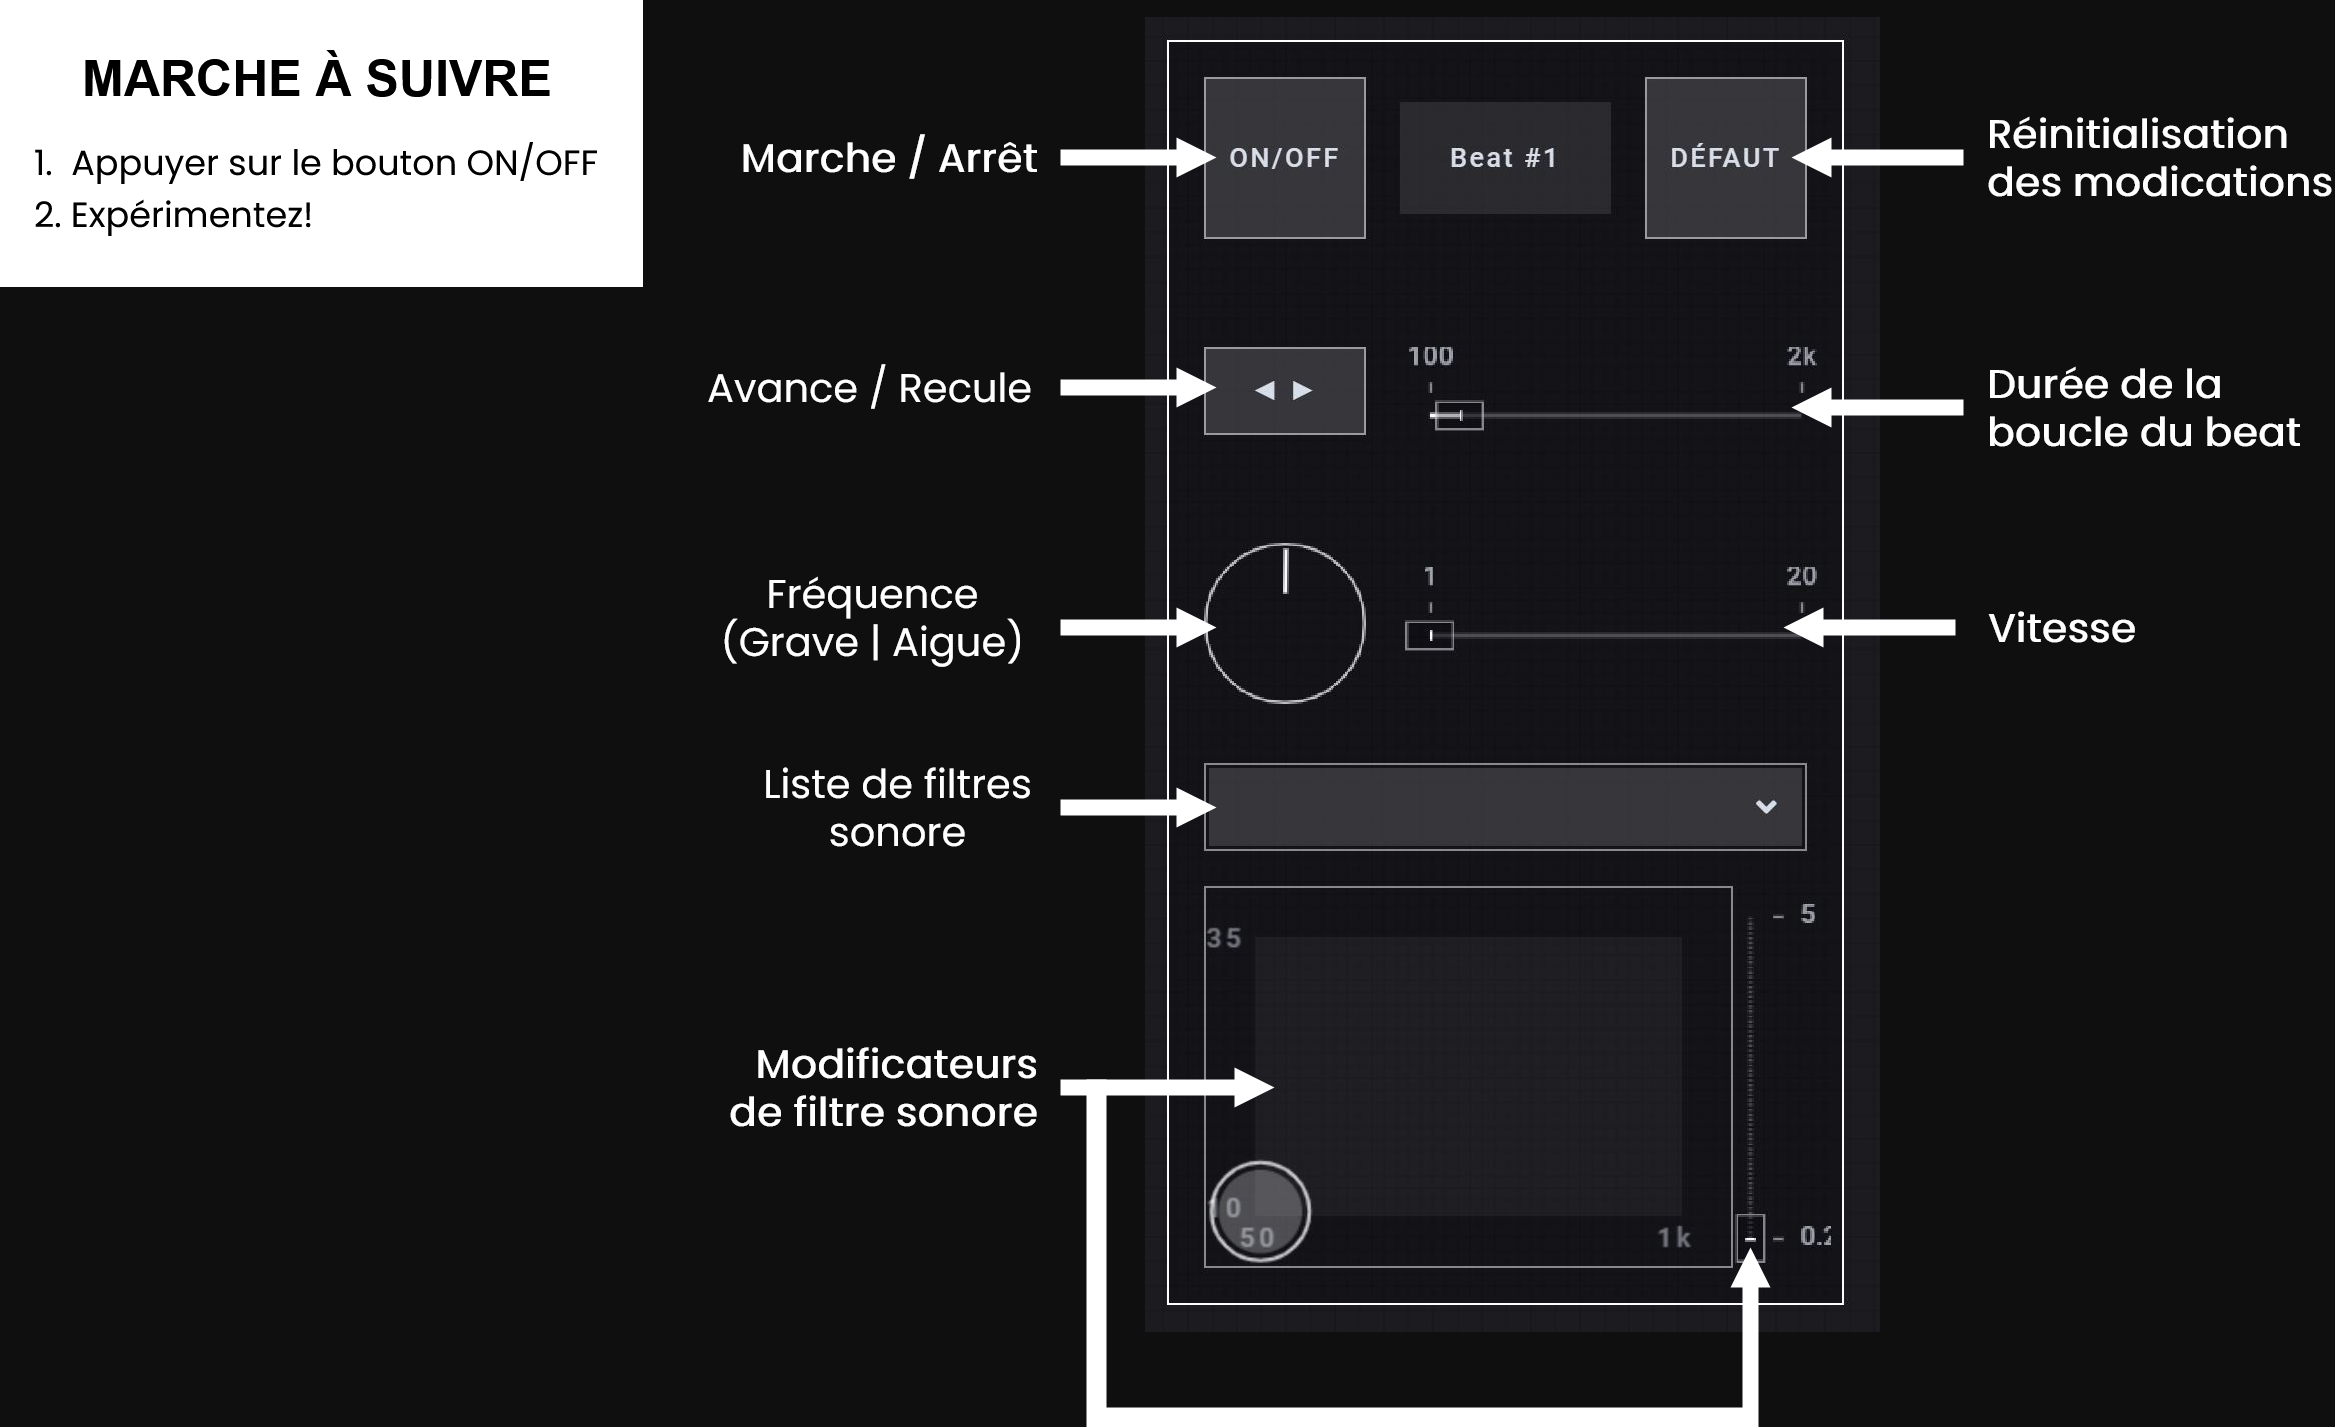 MARCHE À SUIVRE
1. Appuyer sur le bouton ON/OFF
2. Expérimentez!
Marche / Arrêt
ON/OFF
Beat #1
DÉFAUT
Réinitialisation
des modications
Avance / Recule
◀ ▶
100
2k
Durée de la
boucle du beat
Fréquence
(Grave | Aigue)
1
20
Vitesse
Liste de filtres
sonore
35
5
Modificateurs
de filtre sonore
10
50
1k
0.2